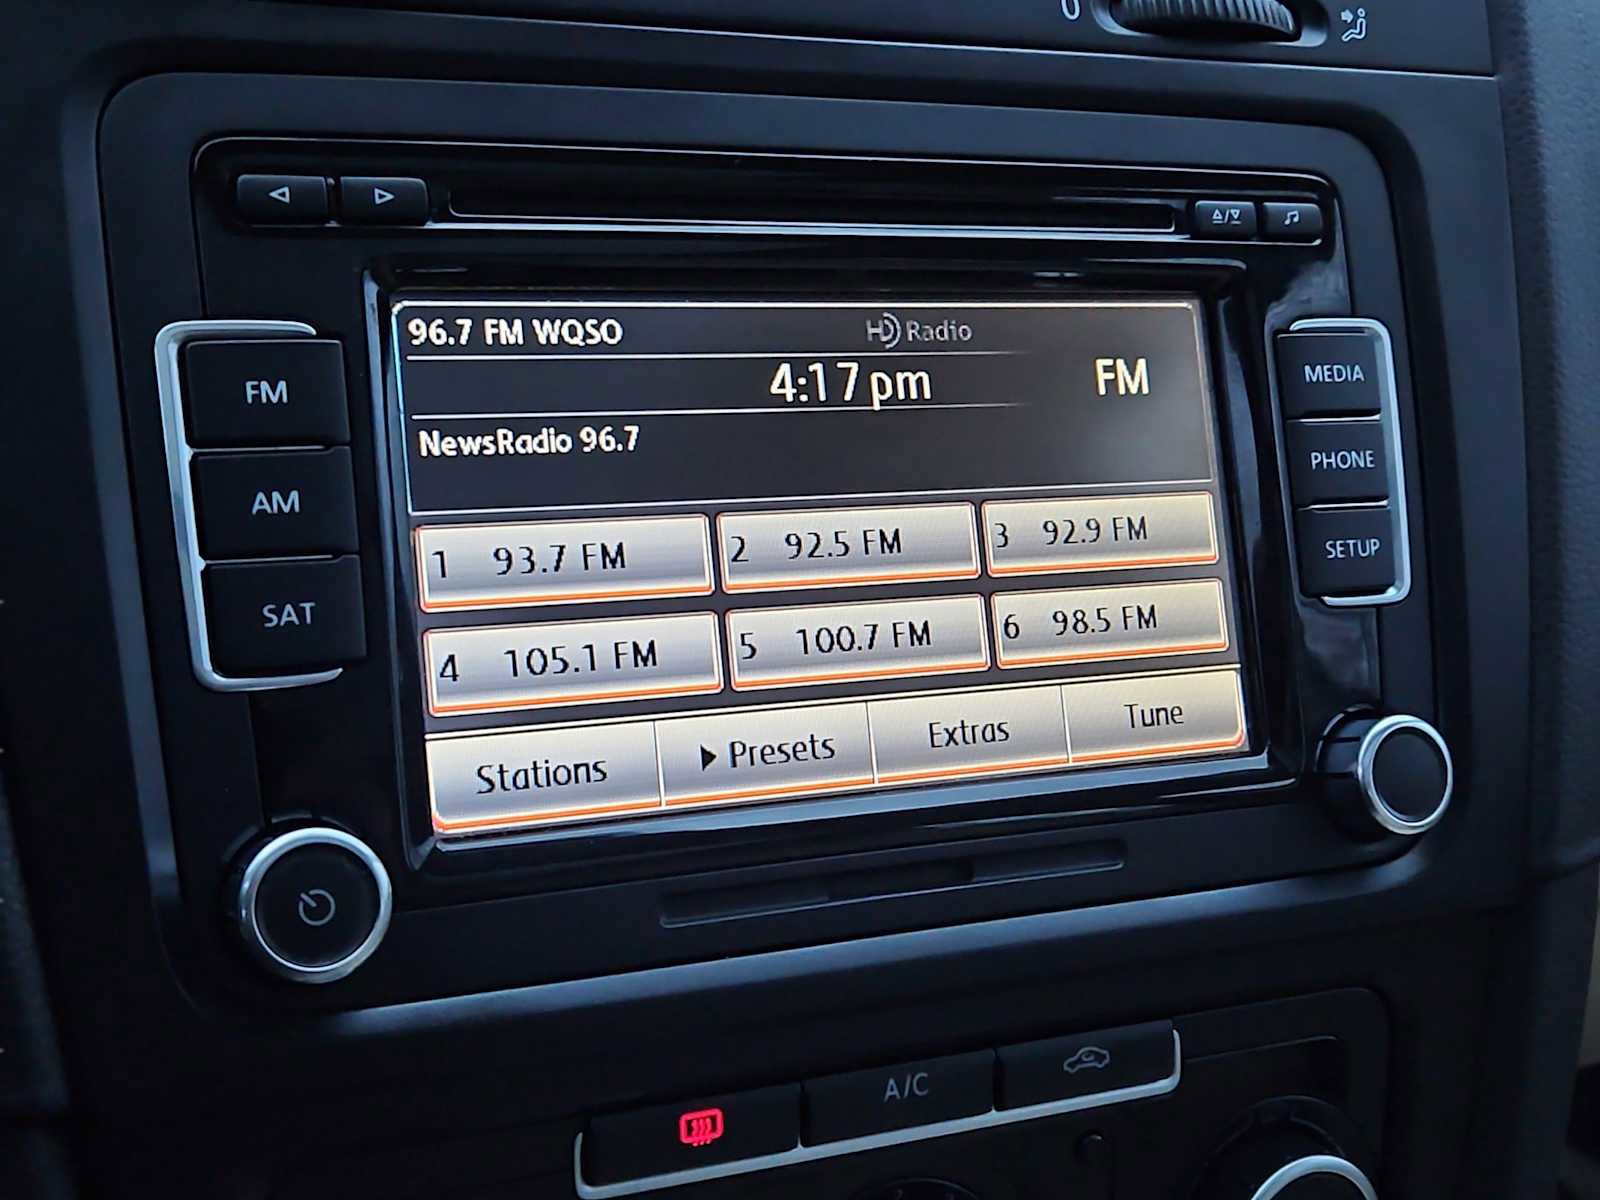 0
96.7 FM WQSO
HD Radio
4:17 pm
FM
NewsRadio 96.7
1 93.7 FM
2 92.5 FM
3 92.9 FM
4 105.1 FM
5 100.7 FM
6 98.5 FM
Stations
Presets
Extras
Tune
FM
AM
SAT
MEDIA
PHONE
SETUP
A/C